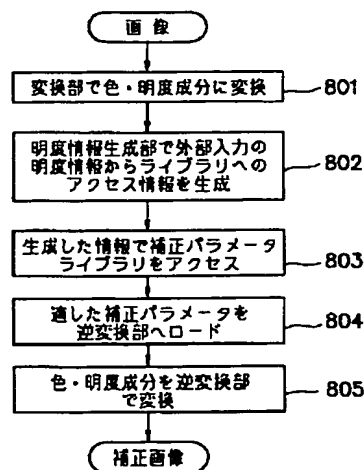 画像
変換部で色・明度成分に変換
801
明度情報生成部で外部入力の
明度情報からライブラリへの
アクセス情報を生成
802
生成した情報で補正パラメータ
ライブラリをアクセス
803
適した補正パラメータを
逆変換部へロード
804
色・明度成分を逆変換部
で変換
805
補正画像